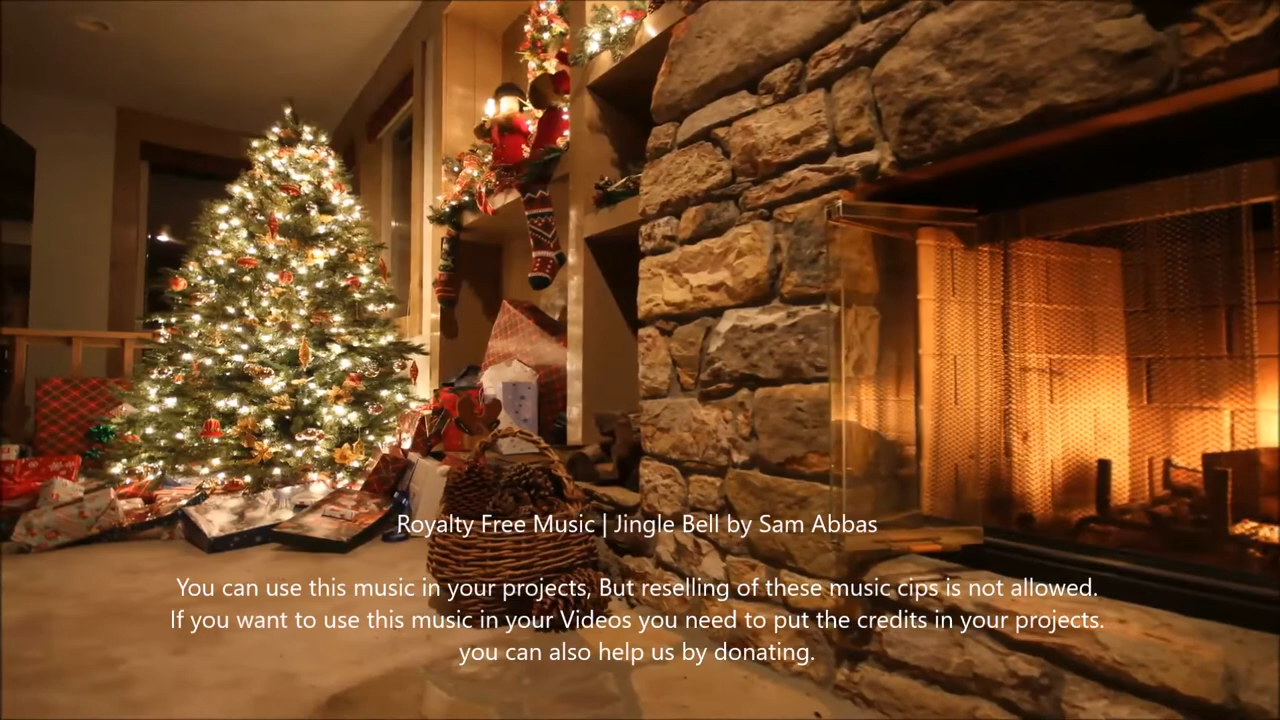 Royalty Free Music | Jingle Bell by Sam Abbas
You can use this music in your projects, But reselling of these music cips is not allowed.
If you want to use this music in your Videos you need to put the credits in your projects.
you can also help us by donating.